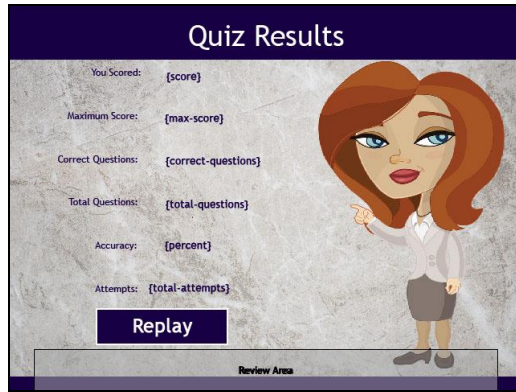 Quiz Results
You Scored: {score}
Maximum Score: {max-score}
Correct Questions: {correct-questions}
Total Questions: {total-questions}
Accuracy: {percent}
Attempts: {total-attempts}
Replay
Review Area